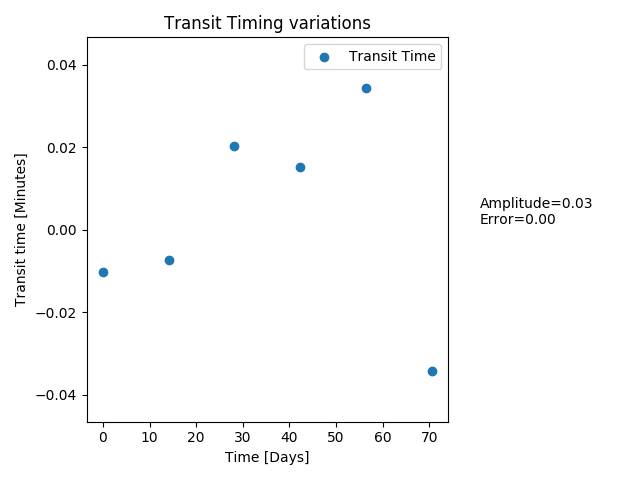 Transit Timing variations
Transit Time
0.04
0.02
0.00
−0.02
−0.04
Transit time [Minutes]
Amplitude=0.03
Error=0.00
0 10 20 30 40 50 60 70
Time [Days]